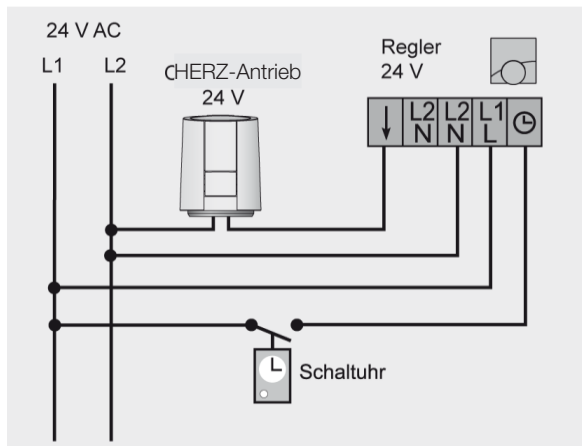 24 V AC
L1 L2
HERZ-Antrieb
24 V
Regler
24 V
L2 L2 L1
N N L
Schaltuhr